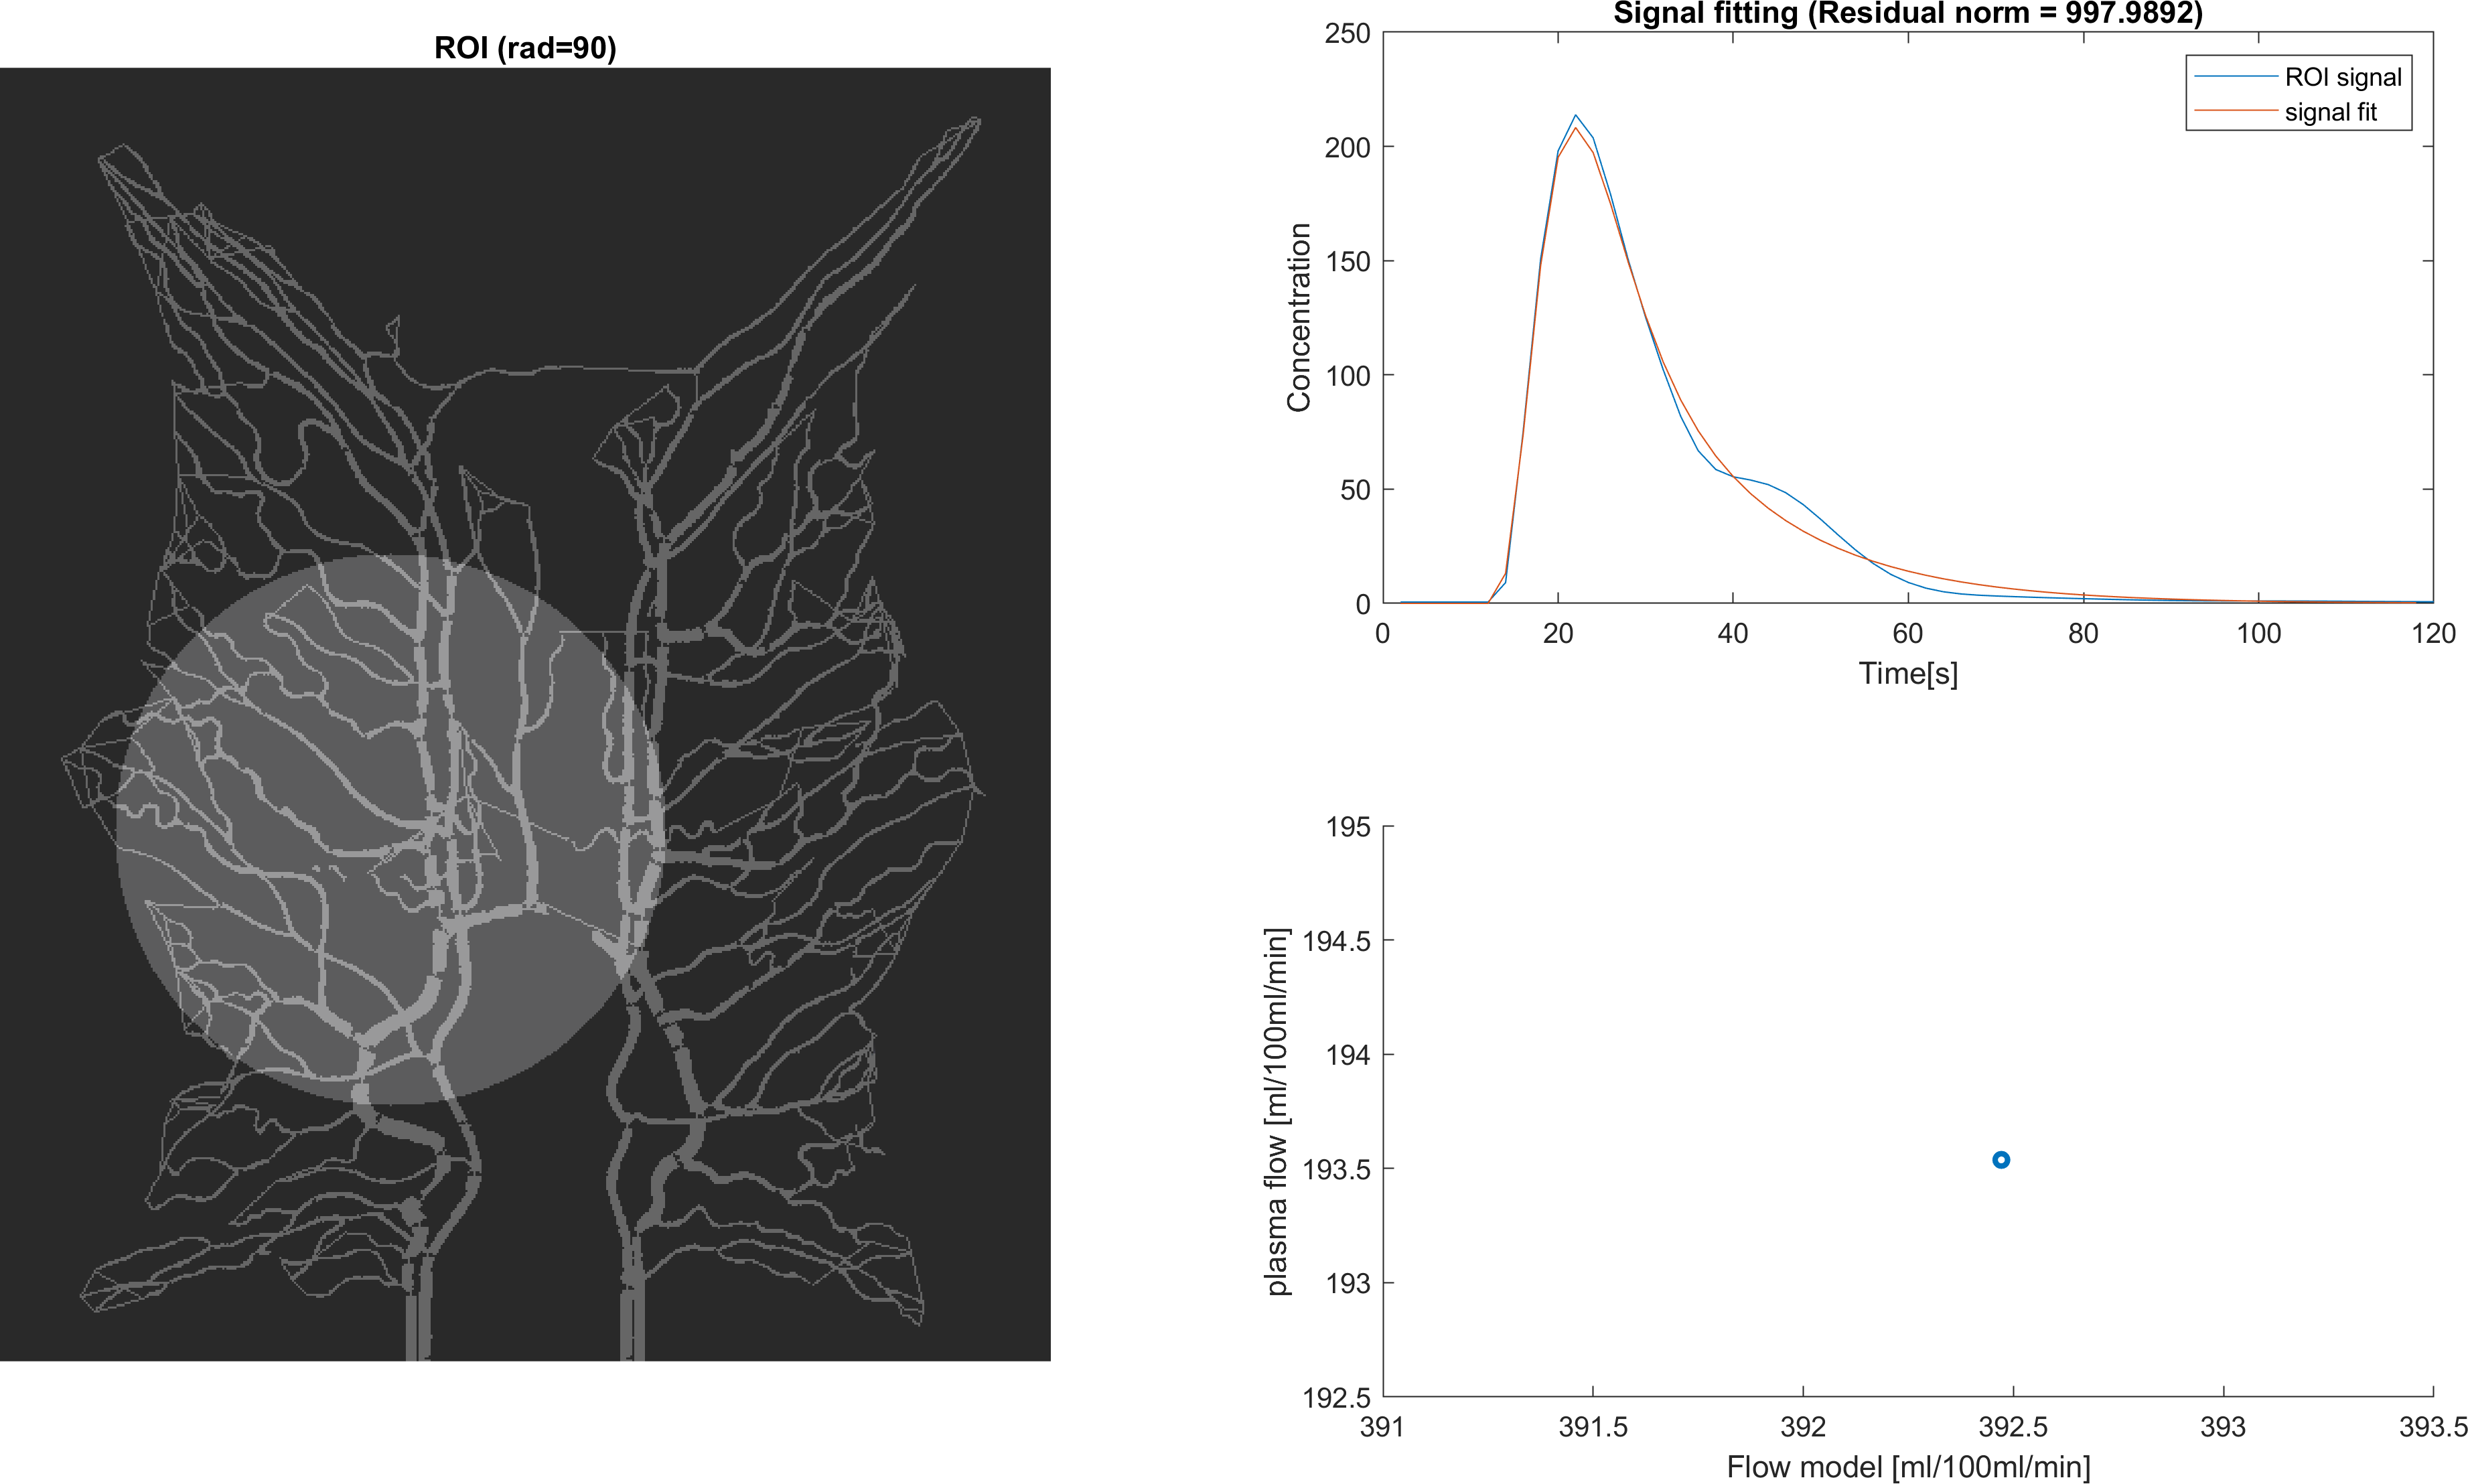 ROI (rad=90)
Signal fitting (Residual norm = 997.9892)
250
200
150
100
50
0
Concentration
ROI signal
signal fit
0 20 40 60 80 100 120
Time[s]
195
194.5
194
193.5
193
192.5
plasma flow [ml/100ml/min]
391 391.5 392 392.5 393 393.5
Flow model [ml/100ml/min]